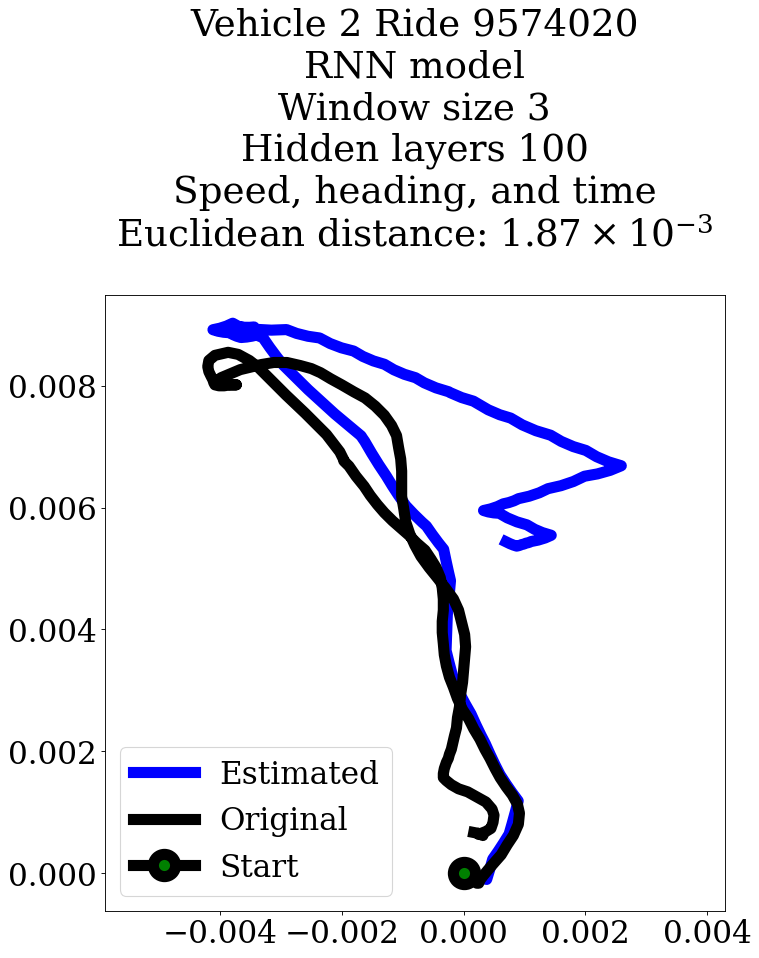 Vehicle 2 Ride 9574020
RNN model
Window size 3
Hidden layers 100
Speed, heading, and time
Euclidean distance: 1.87 × 10⁻³
0.008
0.006
0.004
0.002
0.000
Estimated
Original
Start
−0.004 −0.002 0.000 0.002 0.004